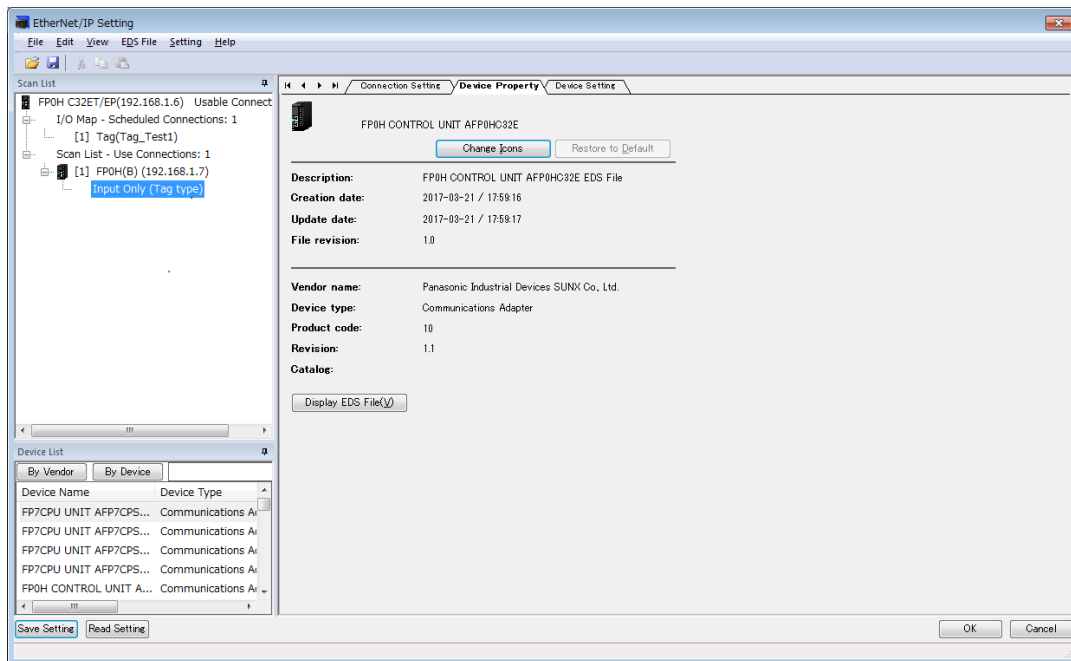 EtherNet/IP Setting
File Edit View EDS File Setting Help
Scan List
FP0H C32ET/EP(192.168.1.6) Usable Connect
I/O Map - Scheduled Connections: 1
[1] Tag(Tag_Test1)
Scan List - Use Connections: 1
[1] FP0H(B) (192.168.1.7)
Input Only (Tag type)
Connection Setting Device Property Device Setting
FP0H CONTROL UNIT AFP0HC32E
Change Icons Restore to Default
Description: FP0H CONTROL UNIT AFP0HC32E EDS File
Creation date: 2017-03-21 / 17:59:16
Update date: 2017-03-21 / 17:59:17
File revision: 1.0
Vendor name: Panasonic Industrial Devices SUNX Co., Ltd.
Device type: Communications Adapter
Product code: 10
Revision: 1.1
Catalog:
Display EDS File(V)
Device List
By Vendor By Device
Device Name Device Type
FP7CPU UNIT AFP7CPS... Communications A
FP7CPU UNIT AFP7CPS... Communications A
FP7CPU UNIT AFP7CPS... Communications A
FP7CPU UNIT AFP7CPS... Communications A
FP0H CONTROL UNIT A... Communications A
Save Setting Read Setting OK Cancel